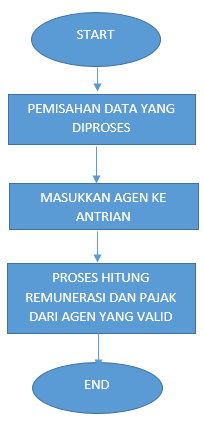 START
PEMISAHAN DATA YANG
DIPROSES
MASUKKAN AGEN KE
ANTRIAN
PROSES HITUNG
REMUNERASI DAN PAJAK
DARI AGEN YANG VALID
END